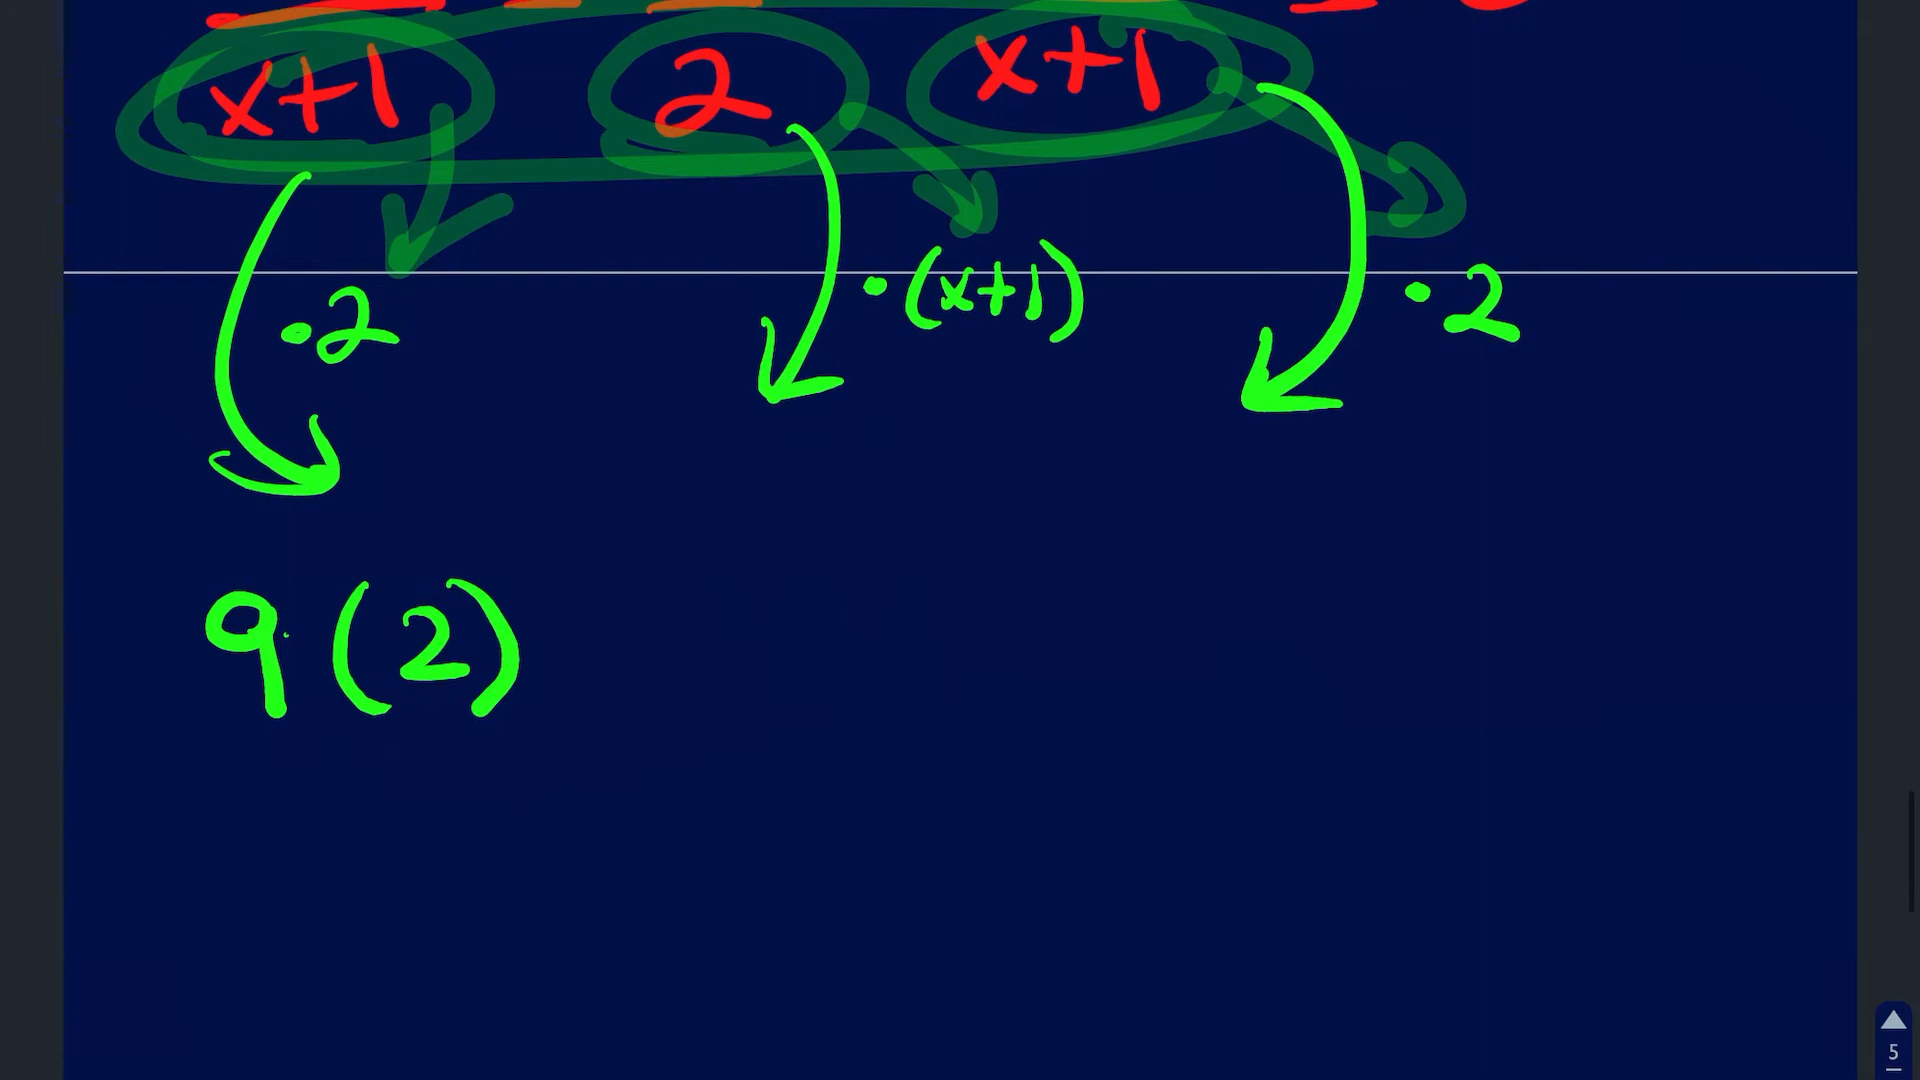 x+1 2 x+1
•2 •(x+1) •2
9(2)
5